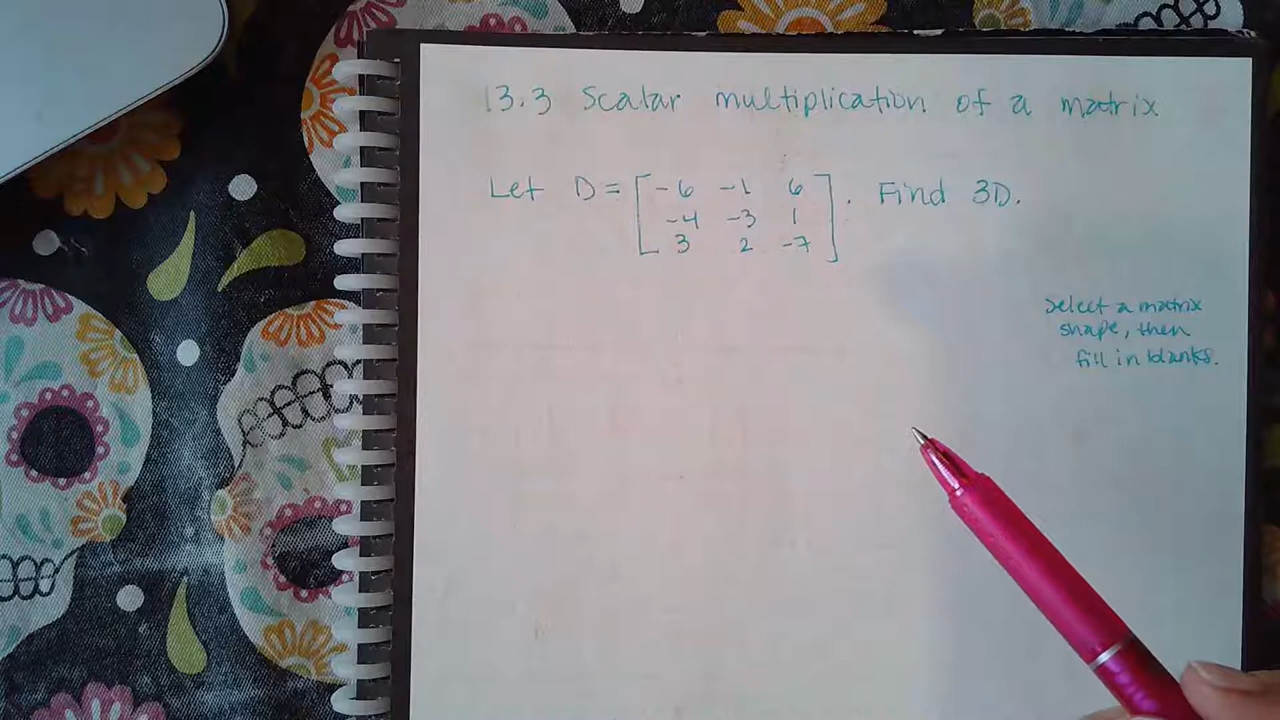 13.3 Scalar multiplication of a matrix
Let D = [ -6 -1 6 ] . Find 3D.
-4 -3 1
3 2 -7
select a matrix
shape, then
fill in blanks.